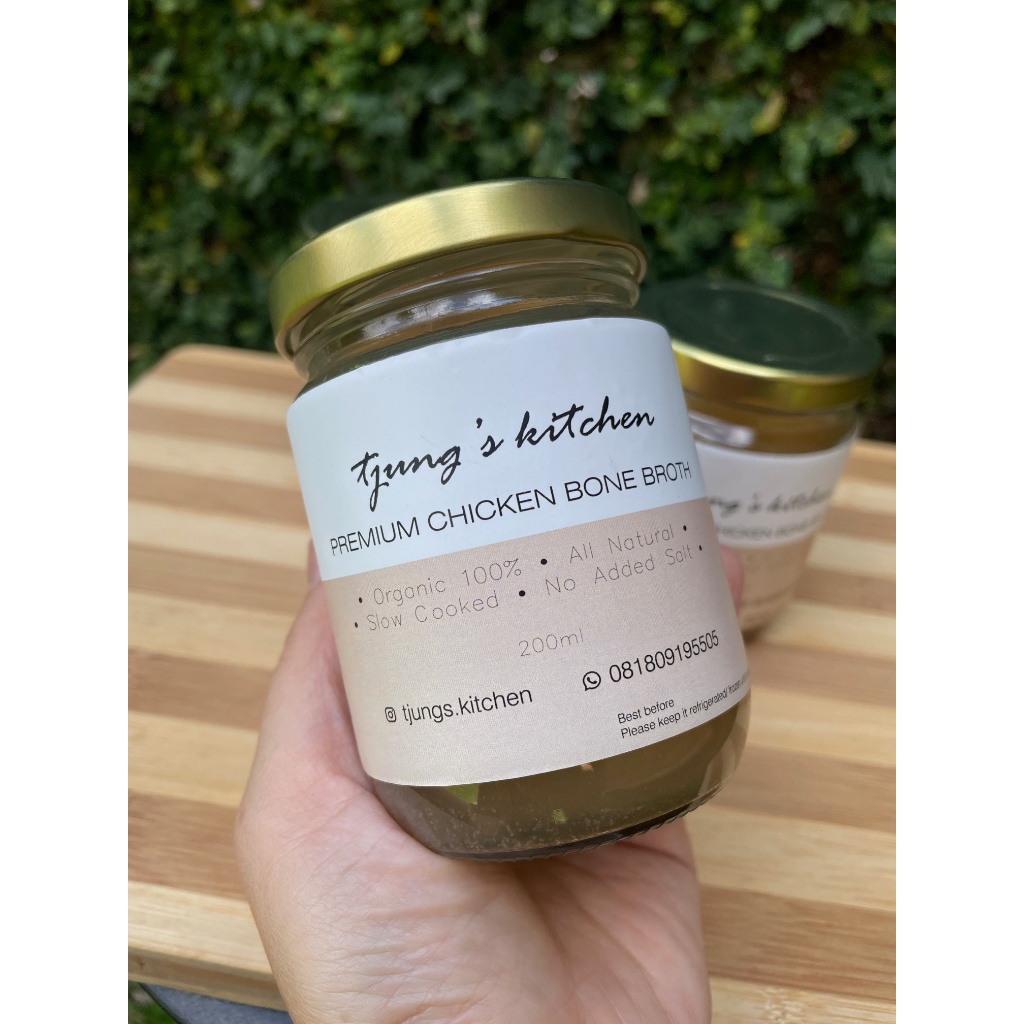 tjung's kitchen
PREMIUM CHICKEN BONE BROTH
• Organic 100% • All Natural •
• Slow Cooked • No Added Salt •
200ml
tjungs.kitchen
081809195505
Best before
Please keep it refrigerated/ frozen